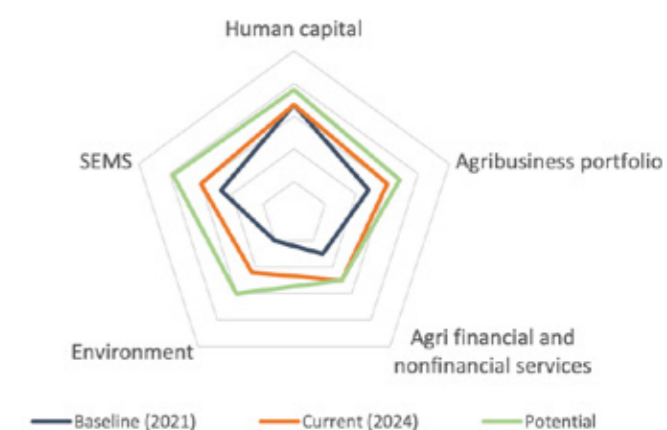 Human capital
SEMS
Agribusiness portfolio
Environment
Agri financial and
nonfinancial services
Baseline (2021)
Current (2024)
Potential